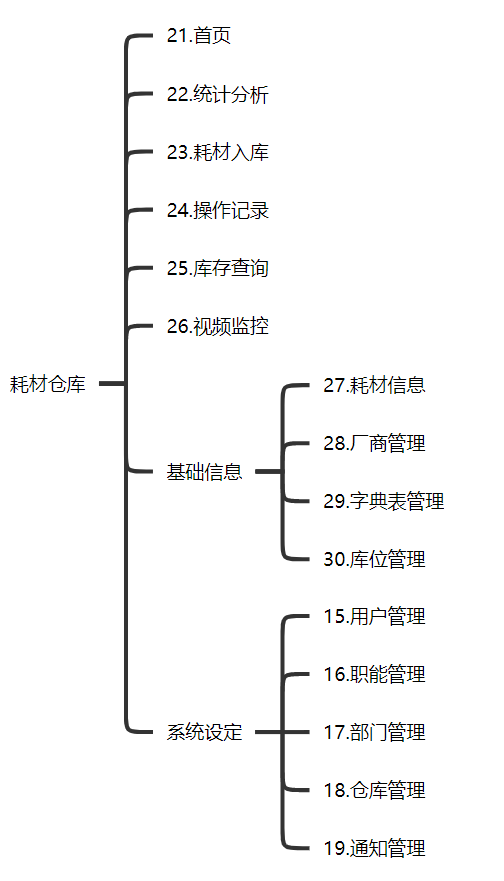 21.首页
22.统计分析
23.耗材入库
24.操作记录
25.库存查询
26.视频监控
耗材仓库
基础信息
27.耗材信息
28.厂商管理
29.字典表管理
30.库位管理
系统设定
15.用户管理
16.职能管理
17.部门管理
18.仓库管理
19.通知管理